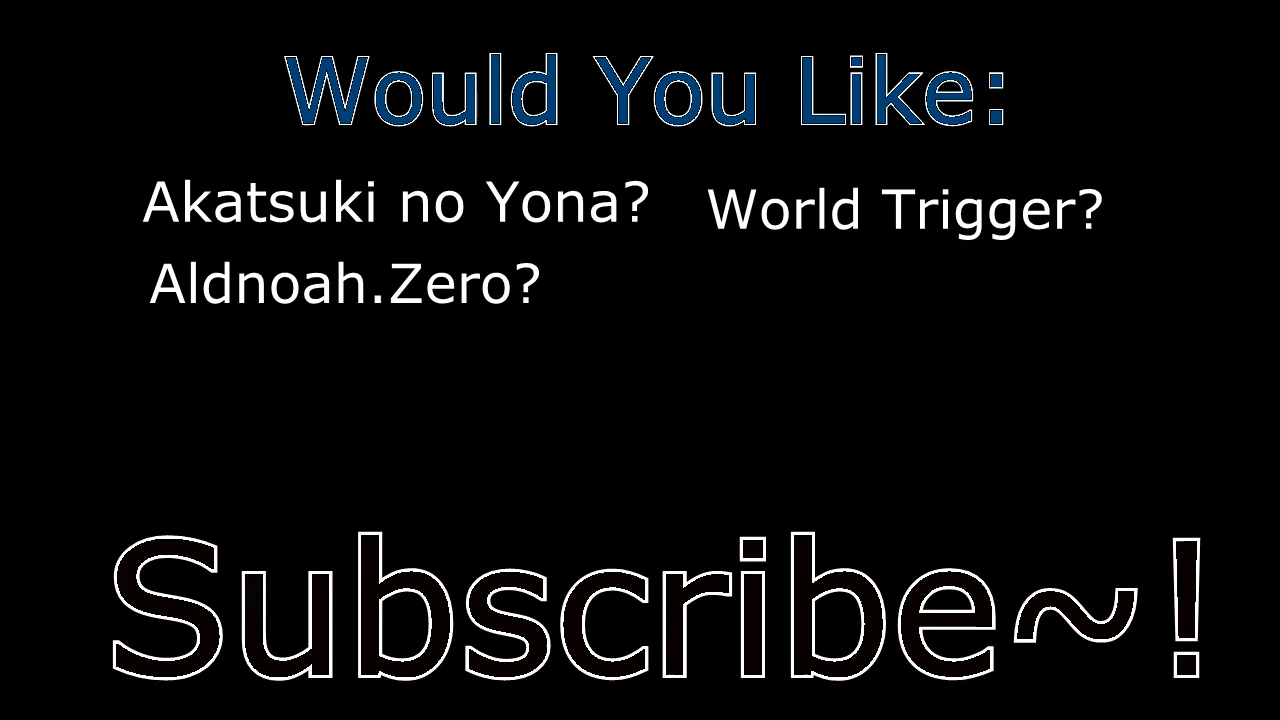 Would You Like:
Akatsuki no Yona?
World Trigger?
Aldnoah.Zero?
Subscribe~!